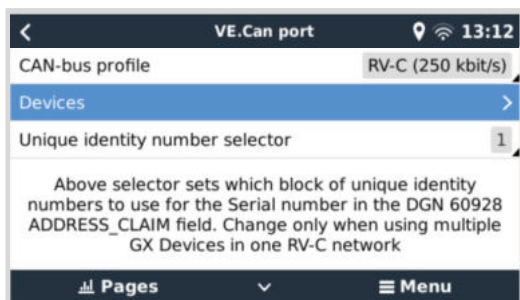 VE.Can port 13:12
CAN-bus profile RV-C (250 kbit/s)
Devices
Unique identity number selector 1
Above selector sets which block of unique identity
numbers to use for the Serial number in the DGN 60928
ADDRESS_CLAIM field. Change only when using multiple
GX Devices in one RV-C network
Pages Menu